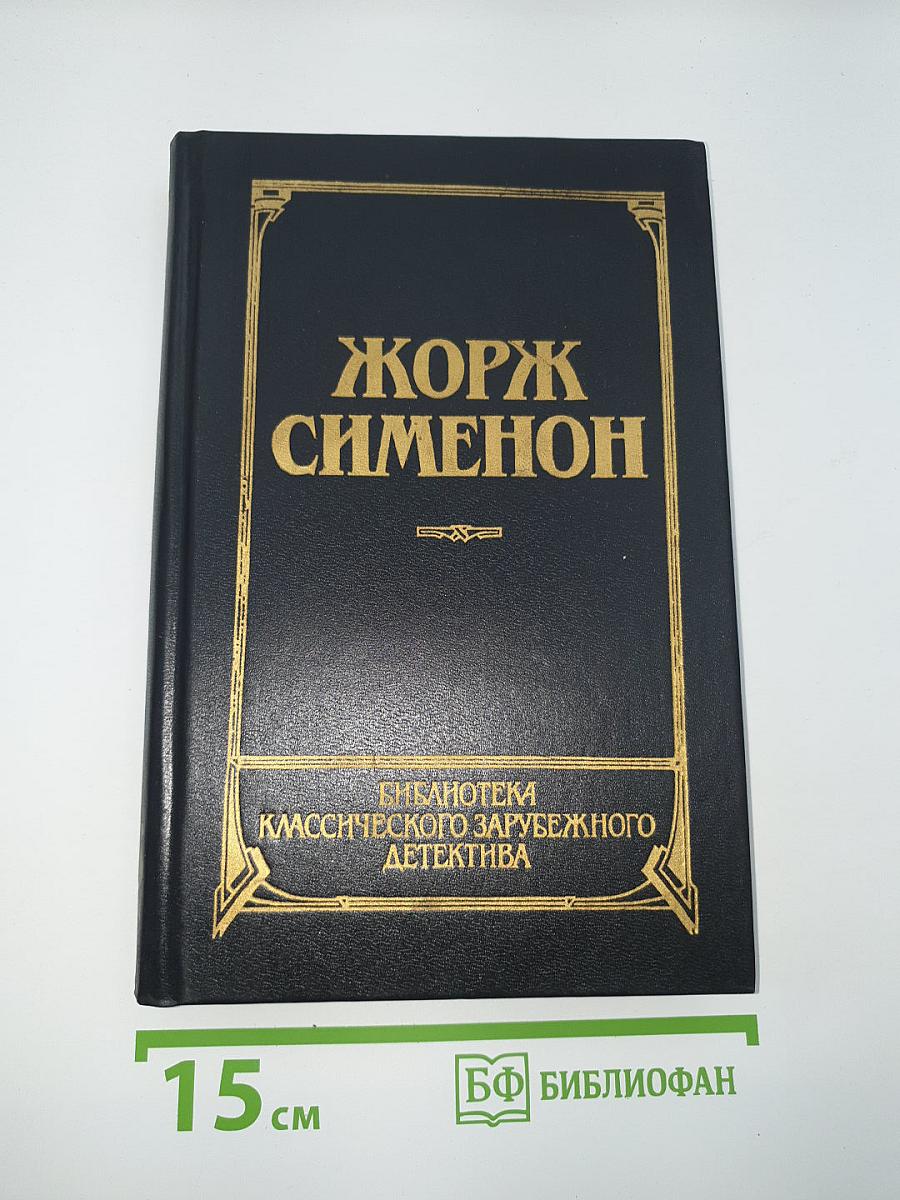 ЖОРЖ
СИМЕНОН
БИБЛИОТЕКА
КЛАССИЧЕСКОГО ЗАРУБЕЖНОГО
ДЕТЕКТИВА
15 см
БФ БИБЛИОФАН